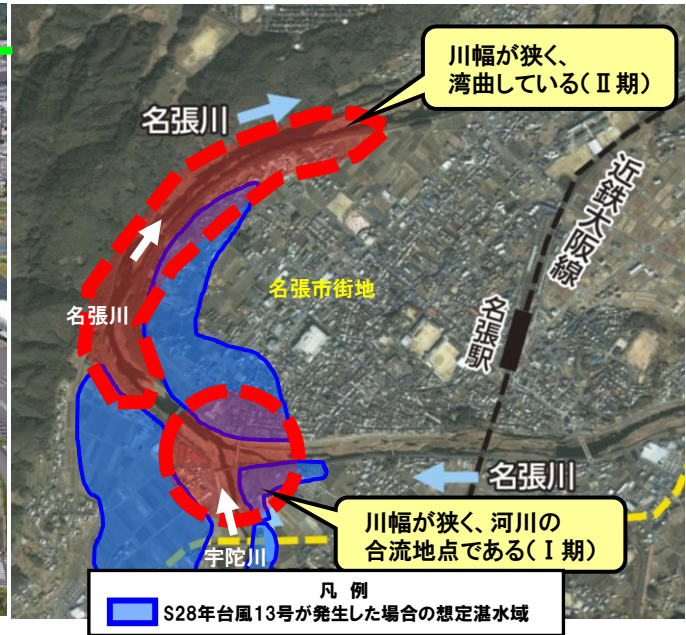 川幅が狭く、
湾曲している(Ⅱ期)
名張川
近鉄大阪線
名張川
名張市街地
名張駅
名張川
川幅が狭く、河川の
合流地点である(Ⅰ期)
宇陀川
凡 例
S28年台風13号が発生した場合の想定湛水域